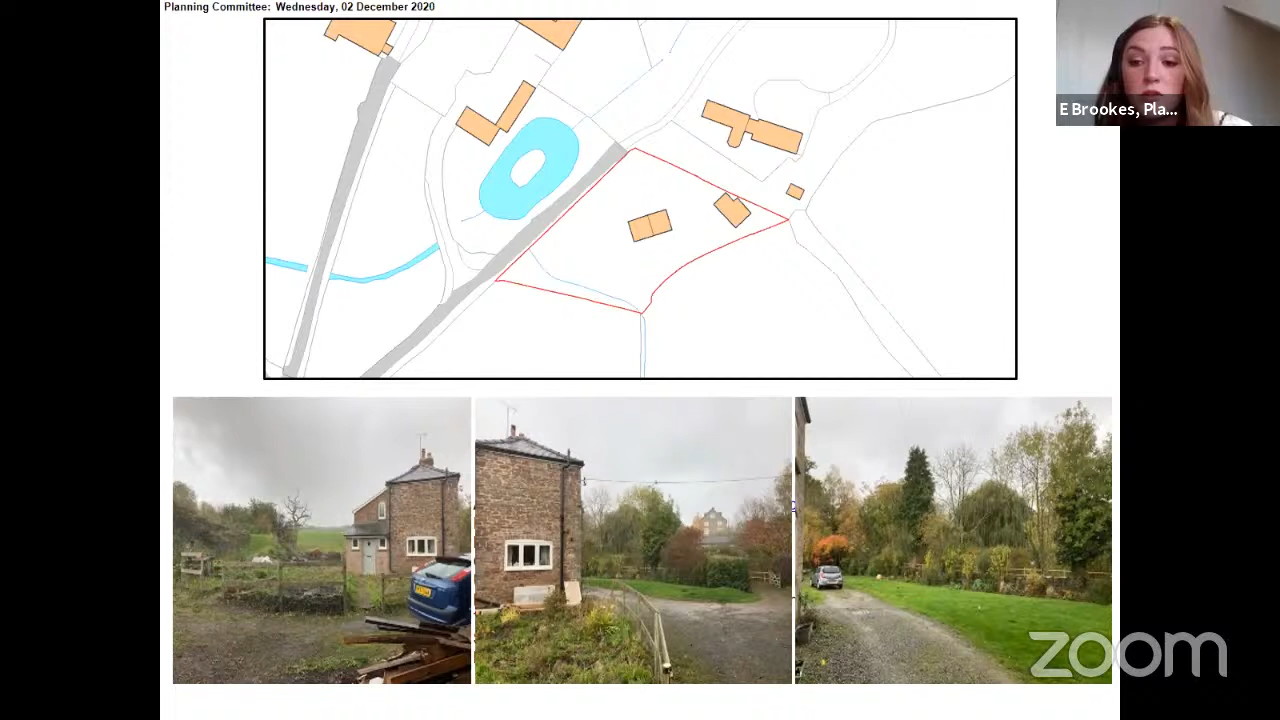 Planning Committee: Wednesday, 02 December 2020
E Brookes, Pla...
zoom